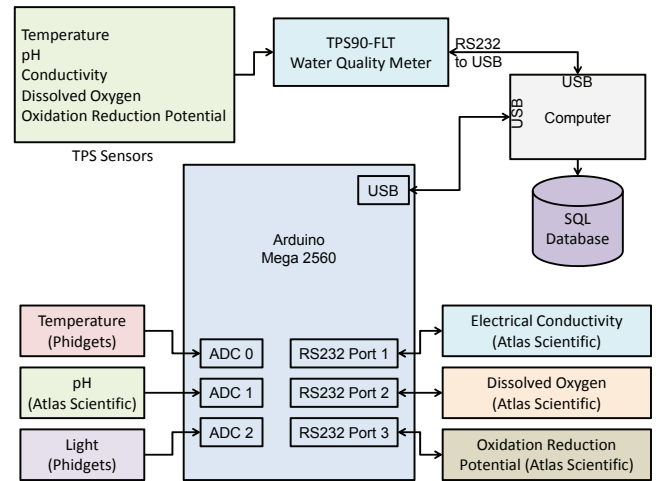 Temperature
pH
Conductivity
Dissolved Oxygen
Oxidation Reduction Potential
TPS Sensors
TPS90-FLT
Water Quality Meter
RS232
to USB
USB
USB
Computer
SQL
Database
USB
Arduino
Mega 2560
Temperature
(Phidgets)
pH
(Atlas Scientific)
Light
(Phidgets)
ADC 0
ADC 1
ADC 2
RS232 Port 1
RS232 Port 2
RS232 Port 3
Electrical Conductivity
(Atlas Scientific)
Dissolved Oxygen
(Atlas Scientific)
Oxidation Reduction
Potential (Atlas Scientific)